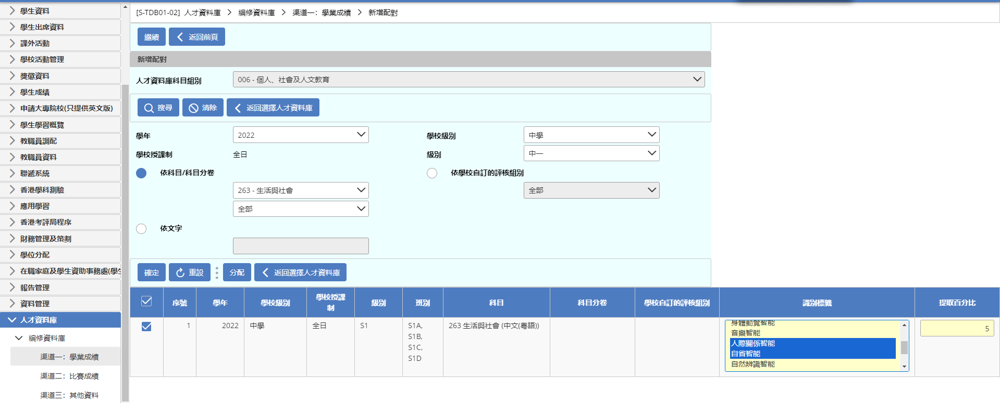 學生資料
學生出席資料
課外活動
學校活動管理
獎懲資料
學生成績
申請大專院校(只提供英文版)
學生學習概覽
教職員調配
教職員資料
聯遞系統
香港學科測驗
應用學習
香港考評局程序
財務管理及策劃
學位分配
在職家庭及學生資助事務處(學生
報告管理
資料管理
人才資料庫
編修資料庫
渠道一：學業成績
渠道二：比賽成績
渠道三：其他資料
[S-TDB01-02] 人才資料庫 > 編修資料庫 > 渠道一：學業成績 > 新增配對
繼續 返回前頁
新增配對
人才資料庫科目組別 006 - 個人、社會及人文教育
搜尋 清除 返回選擇人才資料庫
學年 2022 學校級別 中學
學校授課制 全日 級別 中一
依科目/科目分卷 依學校自訂的評核組別
263 - 生活與社會 全部
全部
依文字
確定 重設 分配 返回選擇人才資料庫
序號 學年 學校級別 學校授課制 級別 班別 科目 科目分卷 學校自訂的評核組別 識別標籤 提取百分比
1 2022 中學 全日 S1 S1A, S1B, S1C, S1D 263 生活與社會 (中文(粵語)) 5
身體動覺智能
音樂智能
人際關係智能
自省智能
自然辨識智能